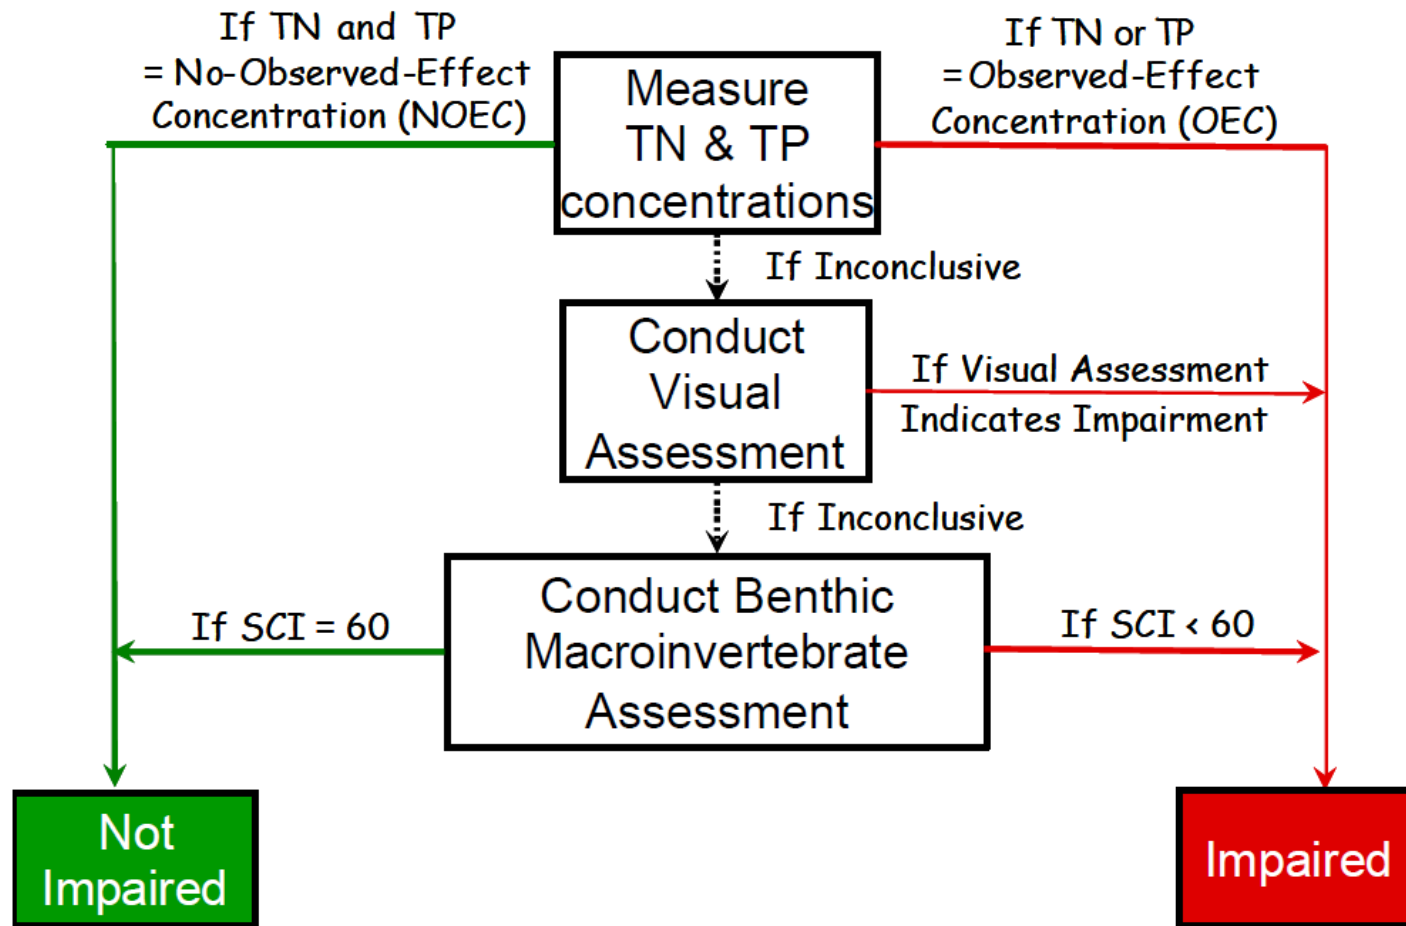 If TN and TP
= No-Observed-Effect
Concentration (NOEC)
Measure
TN & TP
concentrations
If TN or TP
= Observed-Effect
Concentration (OEC)
If Inconclusive
Conduct
Visual
Assessment
If Visual Assessment
Indicates Impairment
If Inconclusive
If SCI = 60
Conduct Benthic
Macroinvertebrate
Assessment
If SCI < 60
Not
Impaired
Impaired